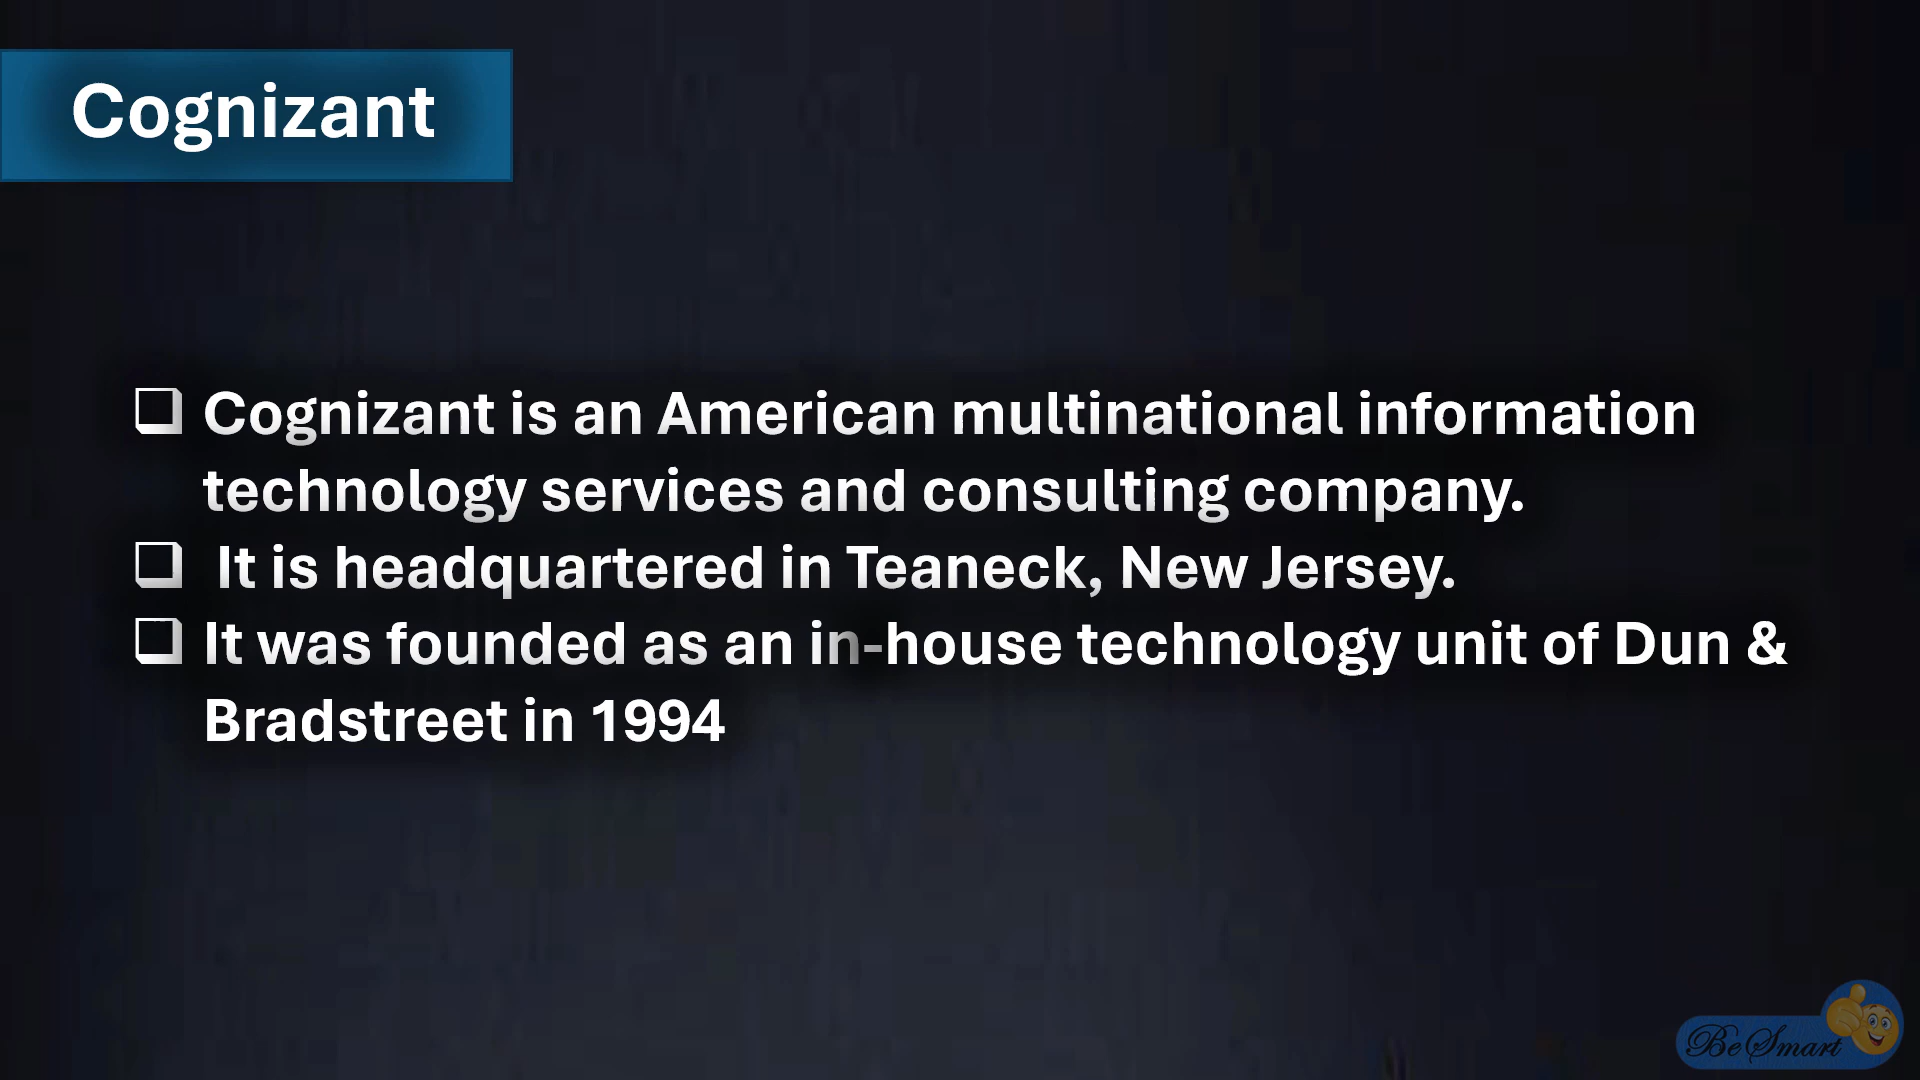 Cognizant
Cognizant is an American multinational information
technology services and consulting company.
It is headquartered in Teaneck, New Jersey.
It was founded as an in-house technology unit of Dun &
Bradstreet in 1994
BeSmart